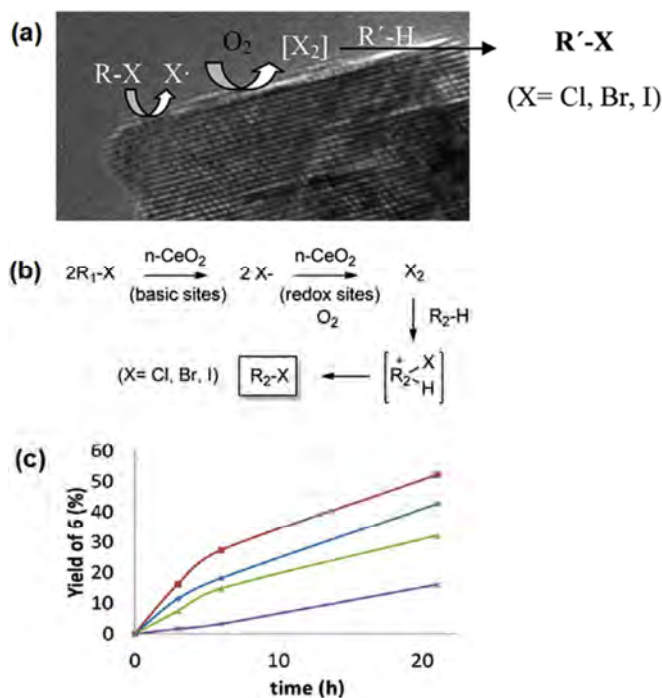 (a)
O₂ [X₂] R´-H R´-X
R-X X·
(X= Cl, Br, I)
(b)
n-CeO₂ n-CeO₂
2R₁-X 2 X- X₂
(basic sites) (redox sites)
O₂
R₂-H
(X= Cl, Br, I) R₂-X [R₂ + X H]
(c)
Yield of 6 (%)
60
50
40
30
20
10
0
0 10 20
time (h)